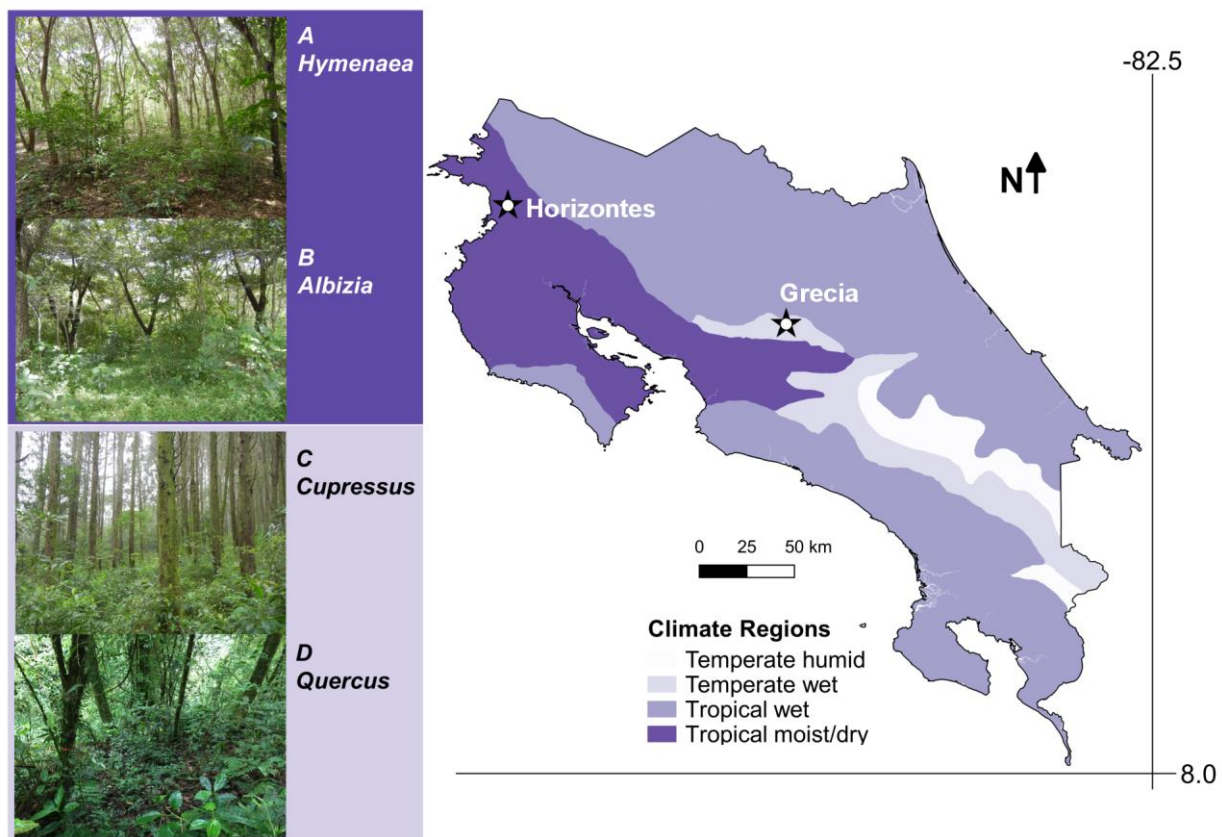 A
Hymenaea
B
Albizia
C
Cupressus
D
Quercus
-82.5
N
Horizontes
Grecia
0 25 50 km
Climate Regions
Temperate humid
Temperate wet
Tropical wet
Tropical moist/dry
8.0